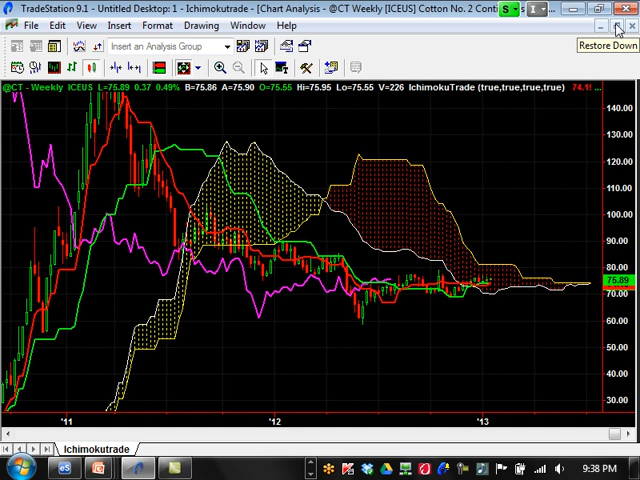 TradeStation 9.1 - Untitled Desktop: 1 - Ichimokutrade - [Chart Analysis - @CT Weekly [ICEUS] Cotton No. 2 Conti
S
I
File Edit View Insert Format Drawing Window Help
Restore Down
Insert an Analysis Group
@CT - Weekly ICEUS L=75.89 0.37 0.49% B=75.86 A=75.90 O=75.55 Hi=75.95 Lo=75.55 V=226 IchimokuTrade (true,true,true,true) 74.15 ...
140.00
130.00
120.00
110.00
100.00
90.00
80.00
75.89
70.00
60.00
50.00
40.00
30.00
'11 '12 '13
Ichimokutrade
eS
9:38 PM